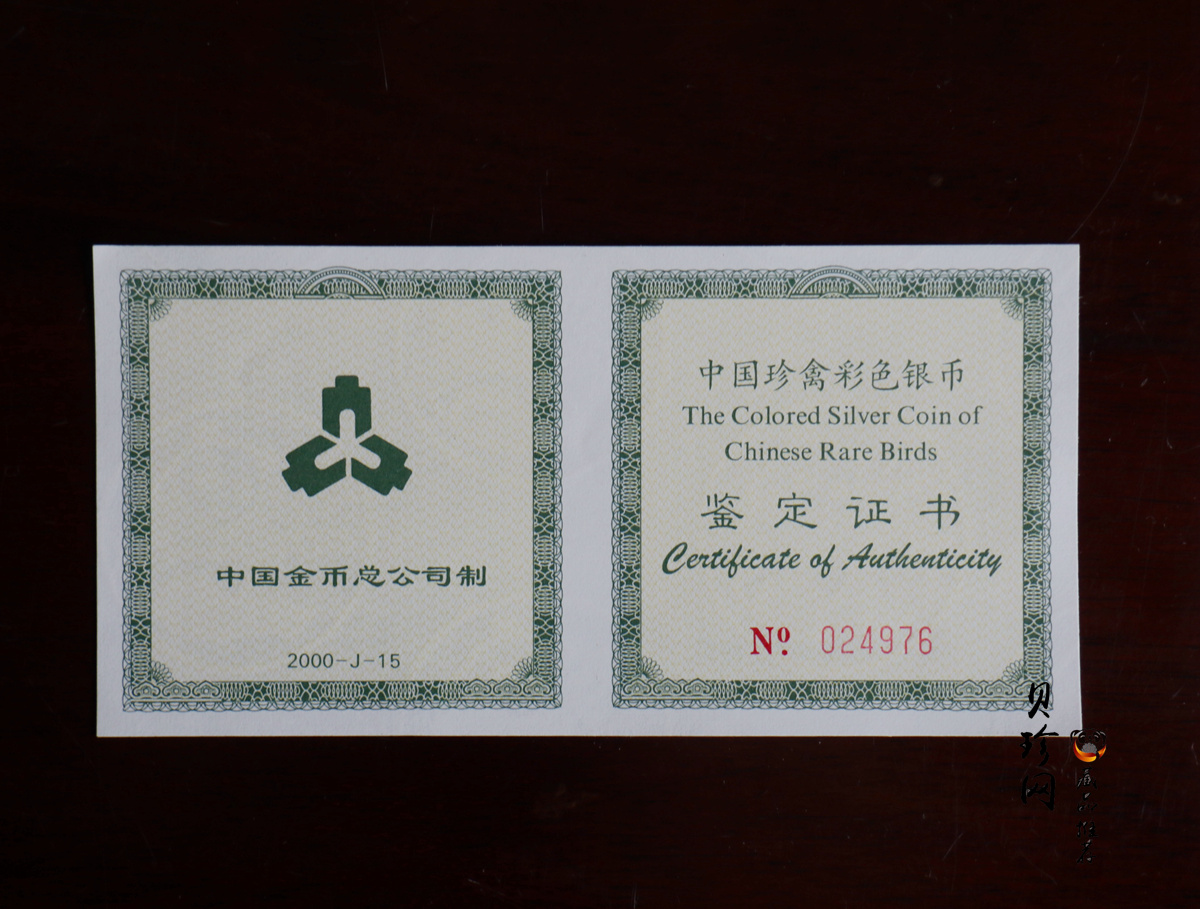 中国金币总公司制
2000-J-15
中国珍禽彩色银币
The Colored Silver Coin of
Chinese Rare Birds
鉴定证书
Certificate of Authenticity
Nº. 024976
贝珍网